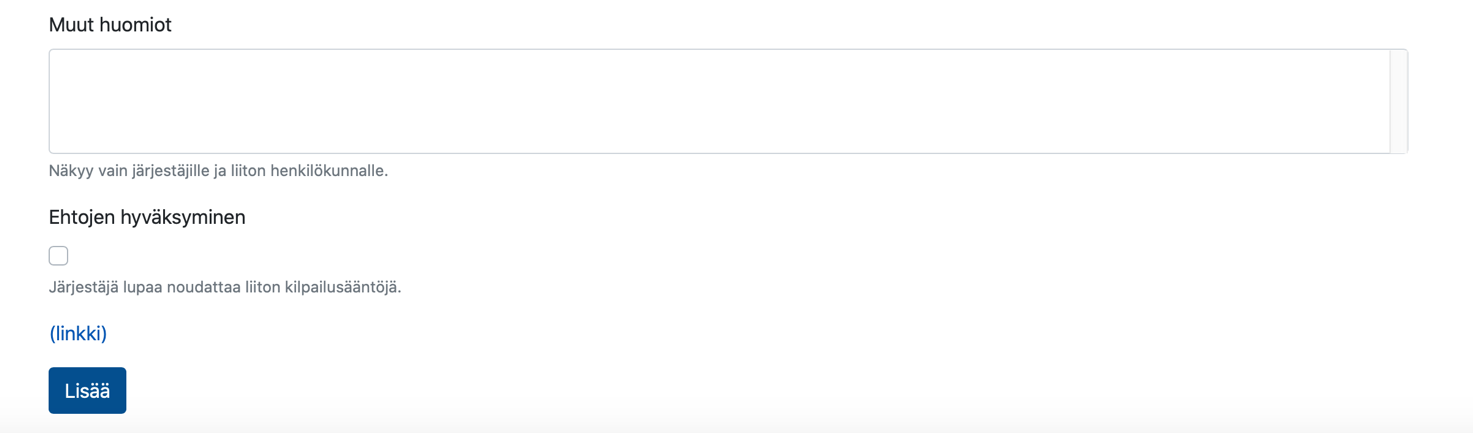 Muut huomiot
Näkyy vain järjestäjille ja liiton henkilökunnalle.
Ehtojen hyväksyminen
Järjestäjä lupaa noudattaa liiton kilpailusääntöjä.
(linkki)
Lisää